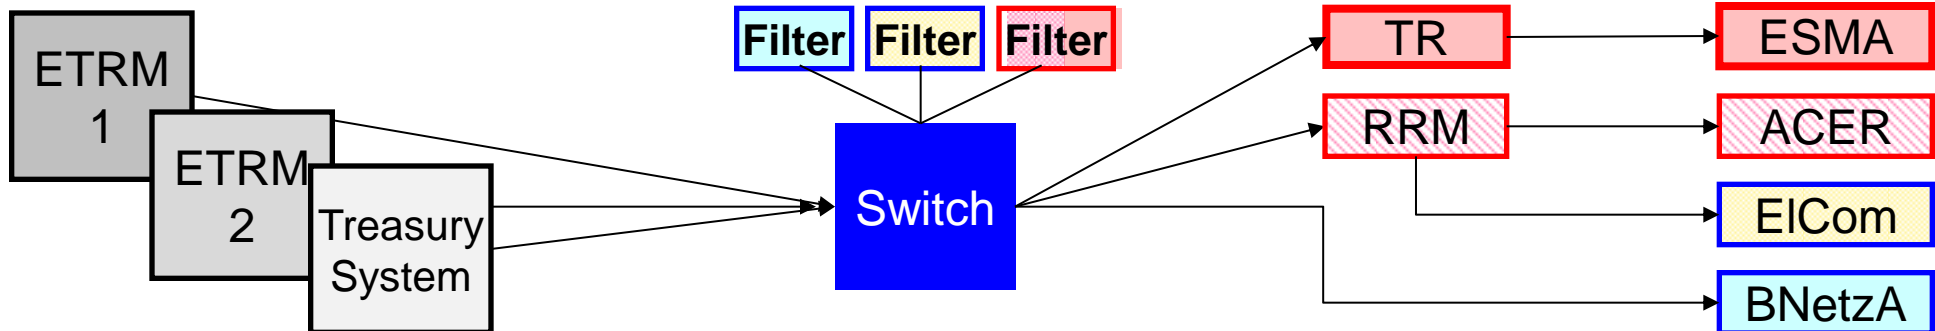 ETRM
1
ETRM
2
Treasury
System
Filter
Filter
Filter
Switch
TR
RRM
ESMA
ACER
ElCom
BNetzA